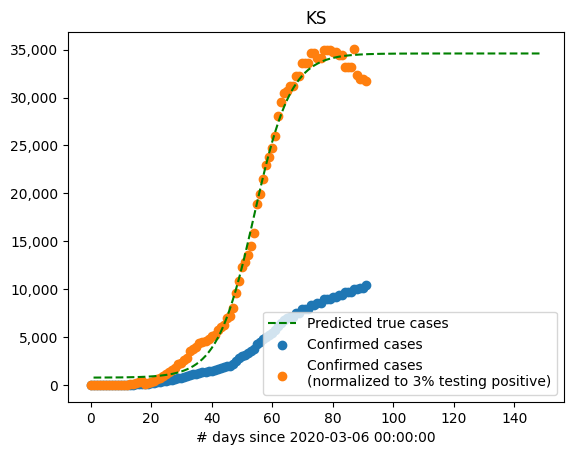 KS
35,000
30,000
25,000
20,000
15,000
10,000
5,000
0
Predicted true cases
Confirmed cases
Confirmed cases
(normalized to 3% testing positive)
0 20 40 60 80 100 120 140
# days since 2020-03-06 00:00:00